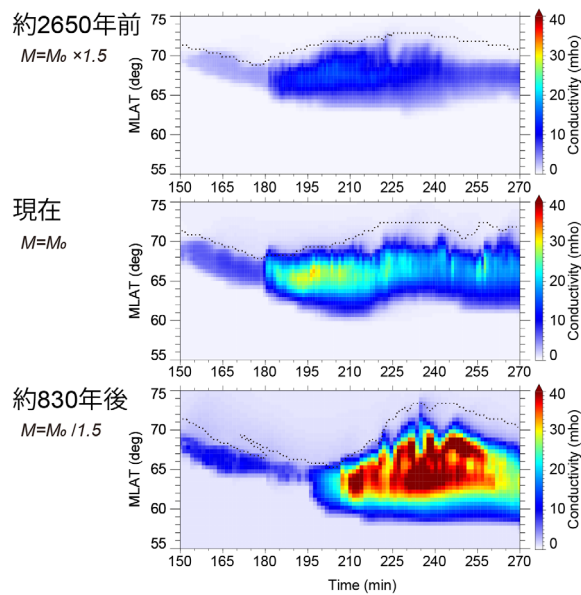 約2650年前
M=M₀ ×1.5
MLAT (deg)
75
70
65
60
55
150 165 180 195 210 225 240 255 270
40
30
20
10
0
Conductivity (mho)
現在
M=M₀
MLAT (deg)
75
70
65
60
55
150 165 180 195 210 225 240 255 270
40
30
20
10
0
Conductivity (mho)
約830年後
M=M₀ /1.5
MLAT (deg)
75
70
65
60
55
150 165 180 195 210 225 240 255 270
Time (min)
40
30
20
10
0
Conductivity (mho)